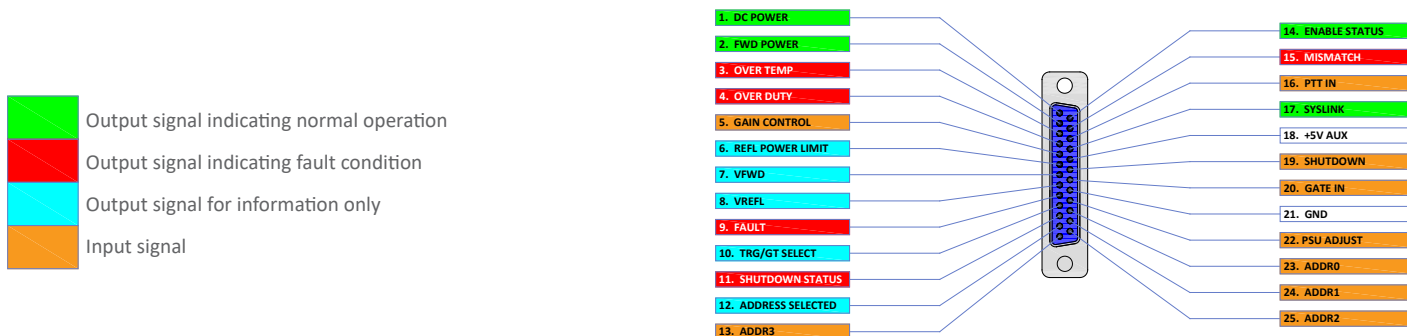 Output signal indicating normal operation
Output signal indicating fault condition
Output signal for information only
Input signal
1. DC POWER
2. FWD POWER
3. OVER TEMP
4. OVER DUTY
5. GAIN CONTROL
6. REFL POWER LIMIT
7. VFWD
8. VREFL
9. FAULT
10. TRG/GT SELECT
11. SHUTDOWN STATUS
12. ADDRESS SELECTED
13. ADDR3
14. ENABLE STATUS
15. MISMATCH
16. PTT IN
17. SYSLINK
18. +5V AUX
19. SHUTDOWN
20. GATE IN
21. GND
22. PSU ADJUST
23. ADDR0
24. ADDR1
25. ADDR2